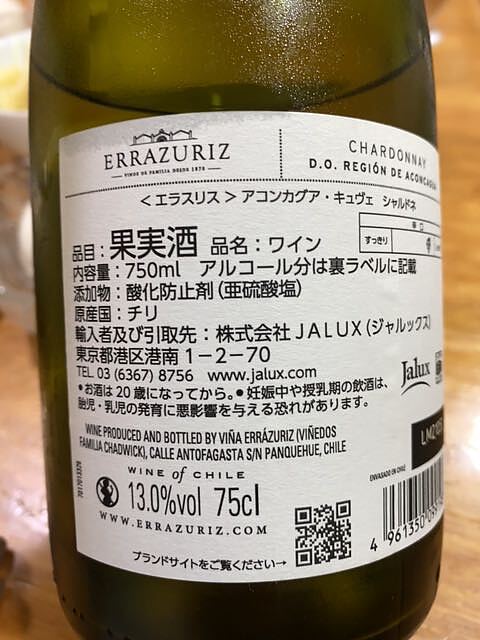 ERRAZURIZ
VINOS DE FAMILIA DESDE 1870
CHARDONNAY
D.O. REGIÓN DE ACONCAGUA
＜エラスリス＞アコンカグア・キュヴェ シャルドネ
辛口
すっきり 4
品目：果実酒 品名：ワイン
内容量：750ml アルコール分は裏ラベルに記載
添加物：酸化防止剤（亜硫酸塩）
原産国：チリ
輸入者及び引取先：株式会社JALUX（ジャルックス）
東京都港区港南1－2－70
TEL 03 (6367) 8756 www.jalux.com
Jalux
●お酒は20歳になってから。●妊娠中や授乳期の飲酒は、
胎児・乳児の発育に悪影響を与える恐れがあります。
WINE PRODUCED AND BOTTLED BY VIÑA ERRÁZURIZ (VIÑEDOS
FAMILIA CHADWICK), CALLE ANTOFAGASTA S/N PANQUEHUE, CHILE
ENVASADO EN CHILE
WINE of CHILE
13.0%vol 75cl
WWW.ERRAZURIZ.COM
ブランドサイトをご覧ください→